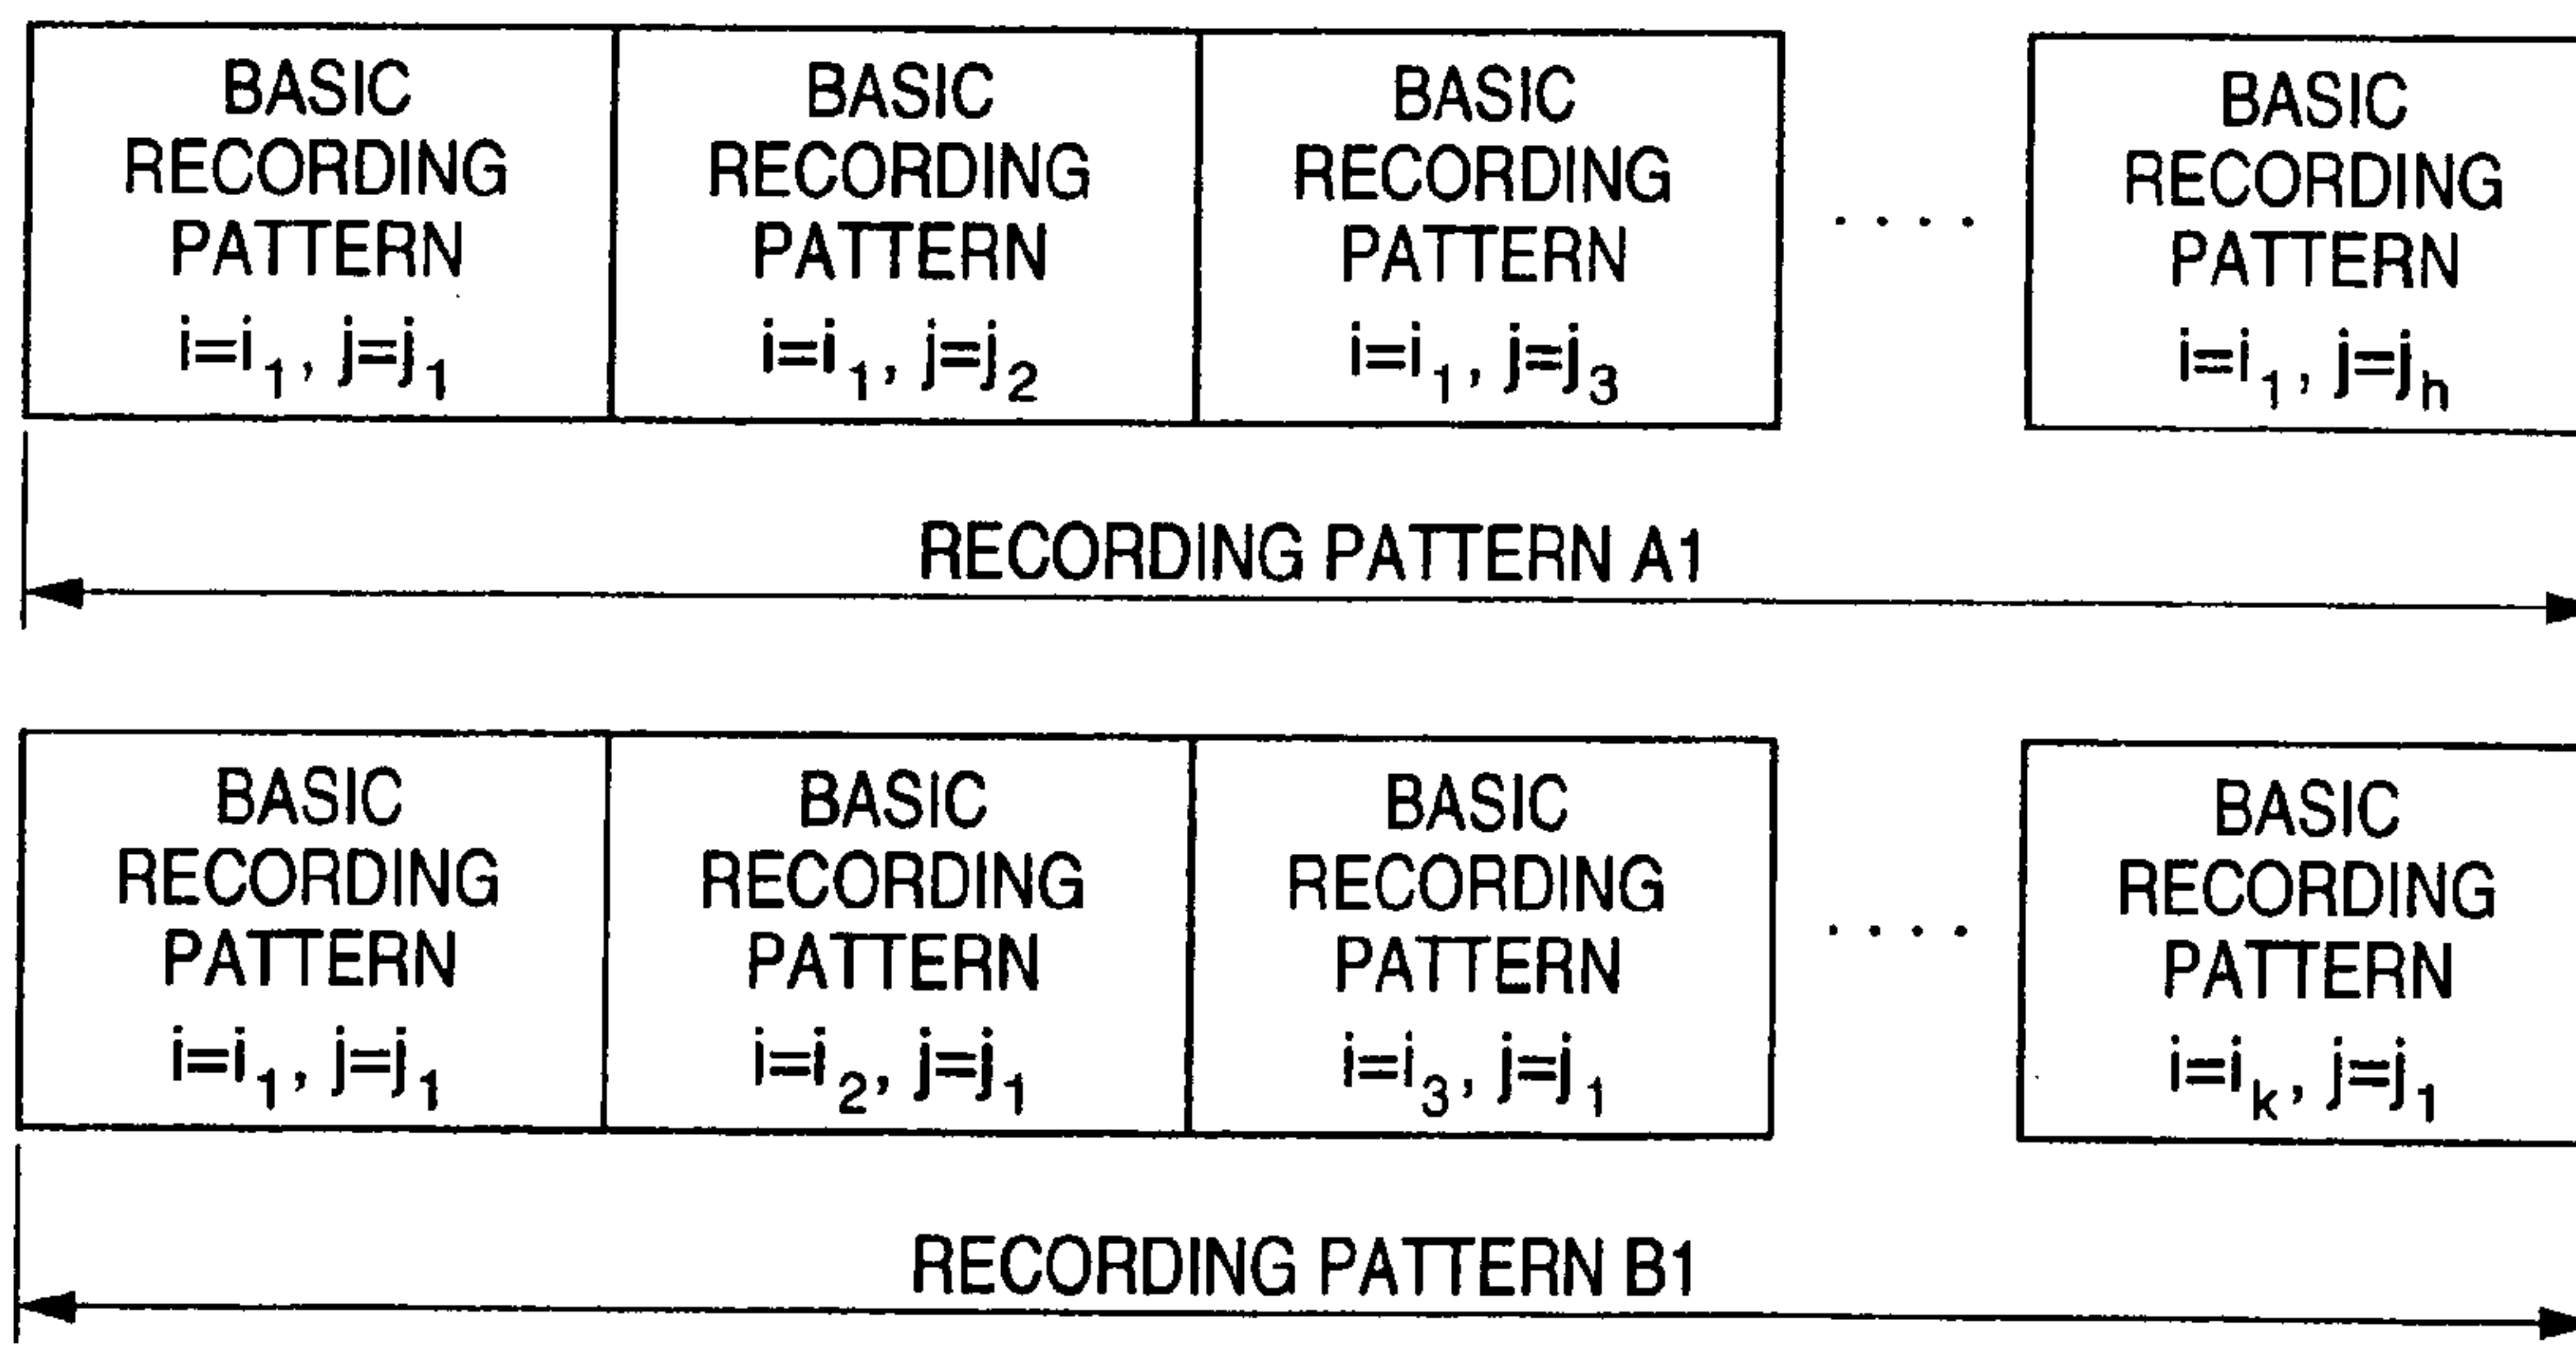 BASIC
RECORDING
PATTERN
i=i₁, j=j₁
BASIC
RECORDING
PATTERN
i=i₁, j=j₂
BASIC
RECORDING
PATTERN
i=i₁, j=j₃
. . . .
BASIC
RECORDING
PATTERN
i=i₁, j=jₕ
RECORDING PATTERN A1
BASIC
RECORDING
PATTERN
i=i₁, j=j₁
BASIC
RECORDING
PATTERN
i=i₂, j=j₁
BASIC
RECORDING
PATTERN
i=i₃, j=j₁
. . . .
BASIC
RECORDING
PATTERN
i=iₖ, j=j₁
RECORDING PATTERN B1